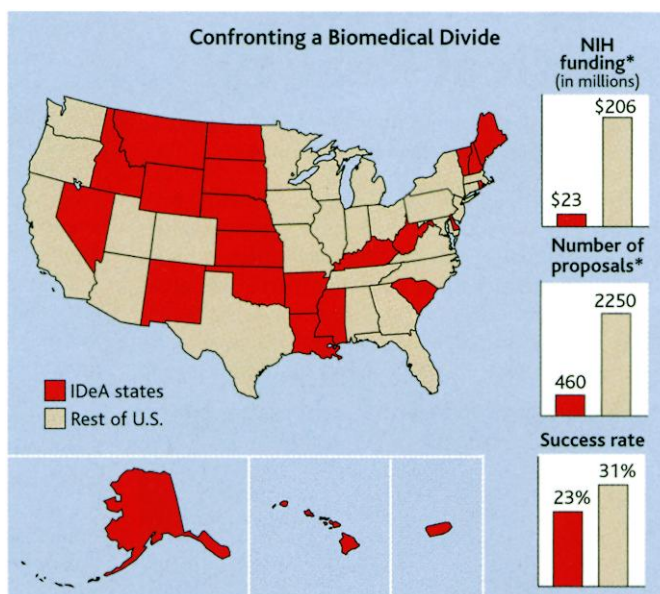 Confronting a Biomedical Divide
NIH
funding*
(in millions)
$206
$23
Number of
proposals*
2250
460
IDeA states
Rest of U.S.
Success rate
31%
23%